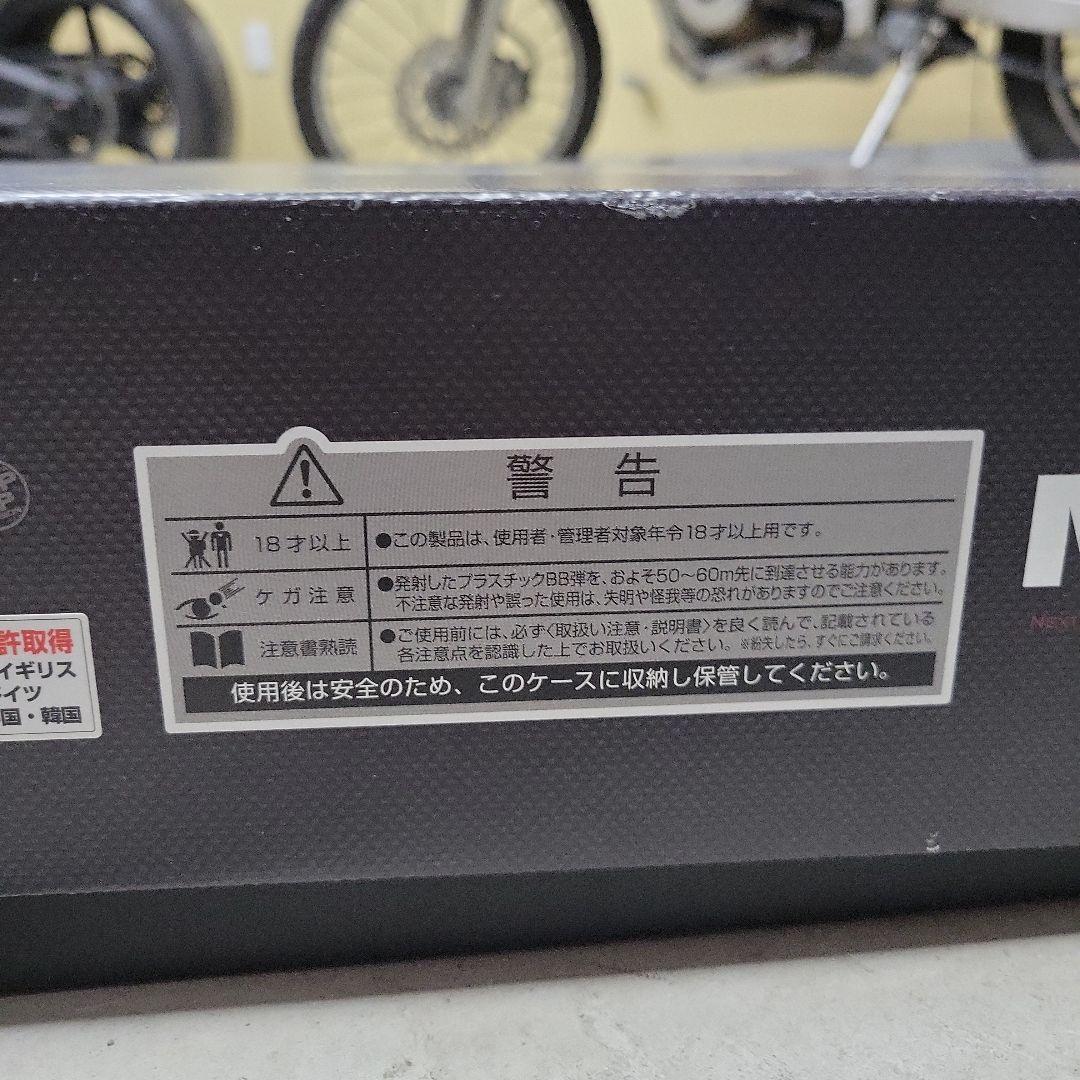 警告
18才以上
●この製品は、使用者・管理者対象年令18才以上用です。
ケガ注意
●発射したプラスチックBB弾を、およそ50〜60m先に到達させる能力があります。
不注意な発射や誤った使用は、失明や怪我等の恐れがありますのでご注意ください。
注意書熟読
●ご使用前には、必ず〈取扱い注意・説明書〉を良く読んで、記載されている
各注意点を認識した上でお取扱いください。※紛失したら、すぐにご請求ください。
使用後は安全のため、このケースに収納し保管してください。
許取得
イギリス
ドイツ
国・韓国
M
NEXT